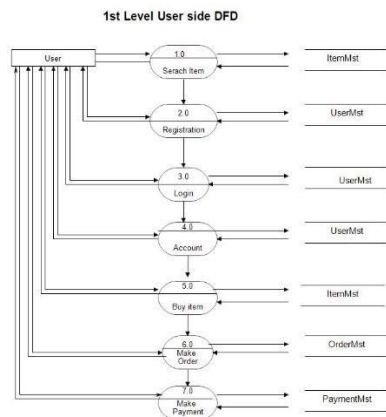 1st Level User side DFD
User
1.0
Serach Item
ItemMst
2.0
Registration
UserMst
3.0
Login
UserMst
4.0
Account
UserMst
5.0
Buy item
ItemMst
6.0
Make
Order
OrderMst
7.0
Make
Payment
PaymentMst